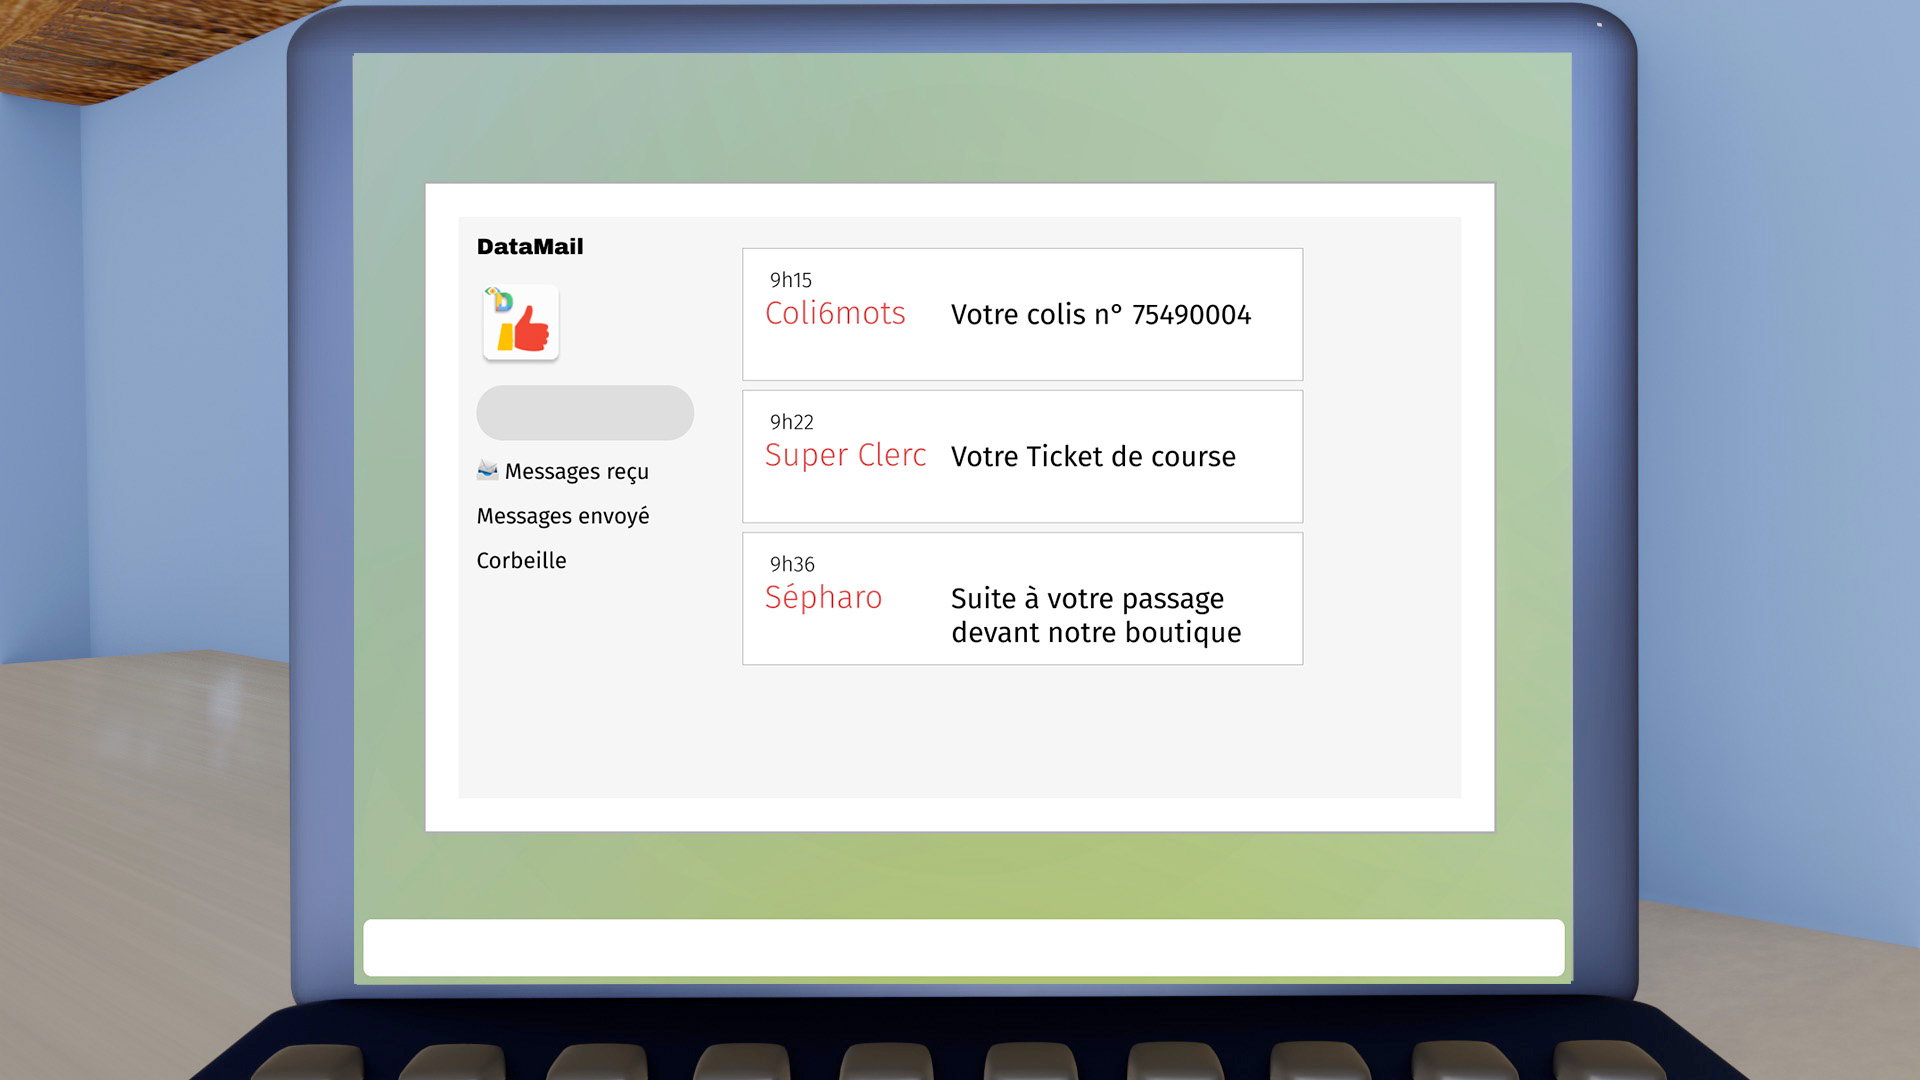 DataMail
D
Messages reçu
Messages envoyé
Corbeille
9h15
Coli6mots
Votre colis n° 75490004
9h22
Super Clerc
Votre Ticket de course
9h36
Sépharo
Suite à votre passage
devant notre boutique